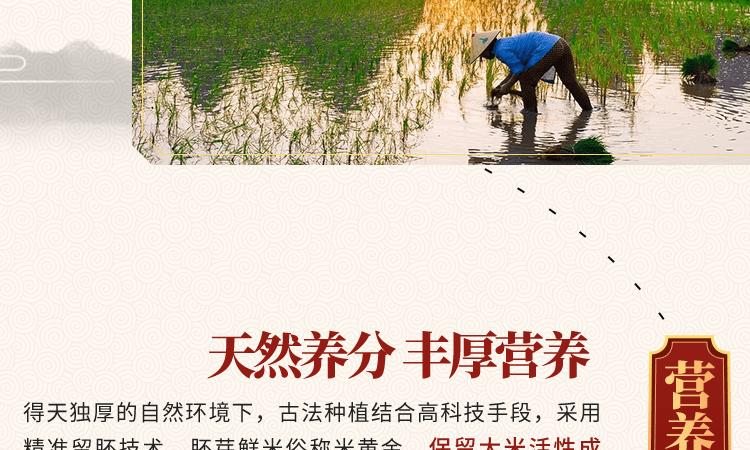 天然养分 丰厚营养
得天独厚的自然环境下，古法种植结合高科技手段，采用
精准留胚技术，胚芽鲜米俗称米黄金，保留大米活性成
营养